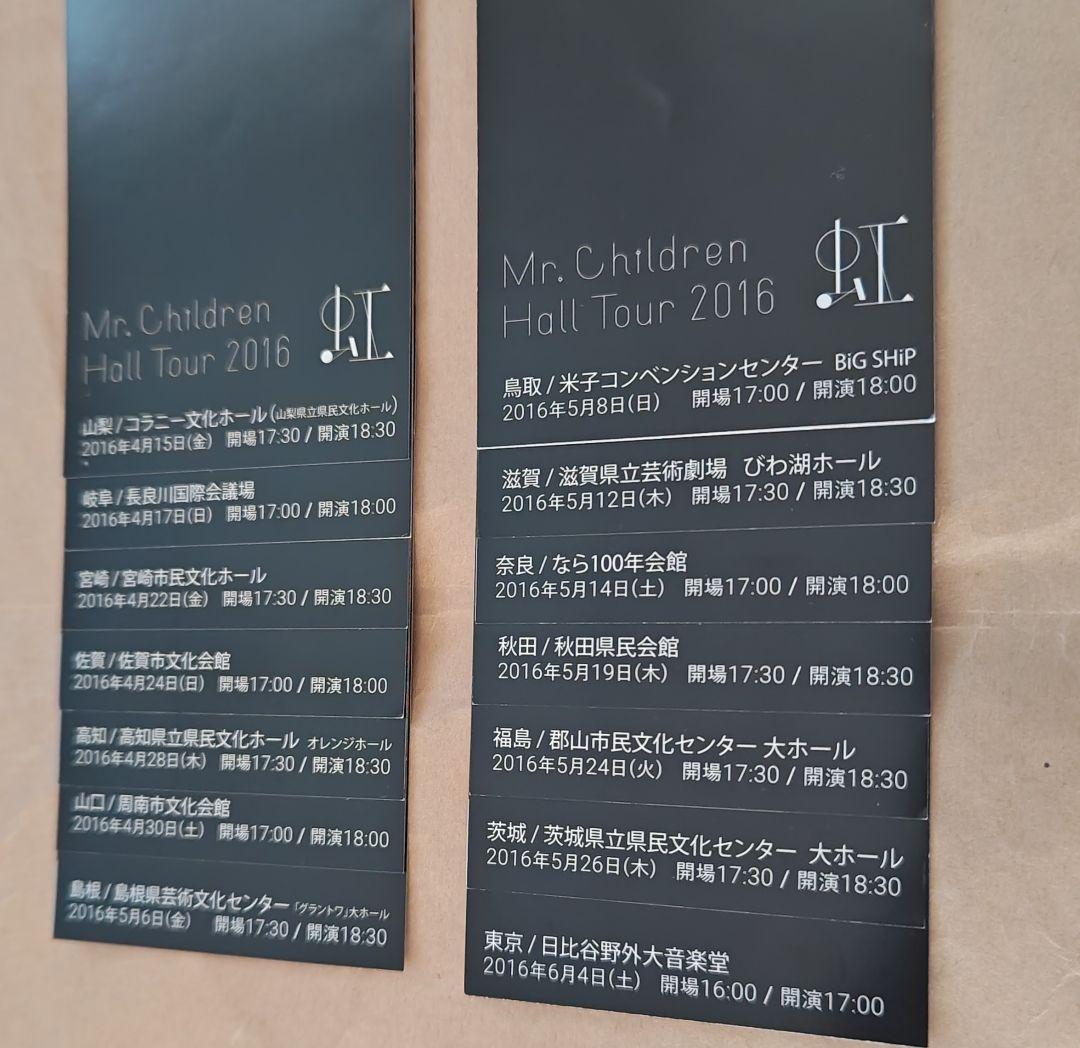 Mr. Children
Hall Tour 2016
虹
山梨 / コラニー文化ホール(山梨県立県民文化ホール)
2016年4月15日(金) 開場17:30 / 開演18:30
岐阜 / 長良川国際会議場
2016年4月17日(日) 開場17:00 / 開演18:00
宮崎 / 宮崎市民文化ホール
2016年4月22日(金) 開場17:30 / 開演18:30
佐賀 / 佐賀市文化会館
2016年4月24日(日) 開場17:00 / 開演18:00
高知 / 高知県立県民文化ホール オレンジホール
2016年4月28日(木) 開場17:30 / 開演18:30
山口 / 周南市文化会館
2016年4月30日(土) 開場17:00 / 開演18:00
島根 / 島根県芸術文化センター「グラントワ」大ホール
2016年5月6日(金) 開場17:30 / 開演18:30
Mr. Children
Hall Tour 2016
虹
鳥取 / 米子コンベンションセンター BiG SHiP
2016年5月8日(日) 開場17:00 / 開演18:00
滋賀 / 滋賀県立芸術劇場 びわ湖ホール
2016年5月12日(木) 開場17:30 / 開演18:30
奈良 / なら100年会館
2016年5月14日(土) 開場17:00 / 開演18:00
秋田 / 秋田県民会館
2016年5月19日(木) 開場17:30 / 開演18:30
福島 / 郡山市民文化センター 大ホール
2016年5月24日(火) 開場17:30 / 開演18:30
茨城 / 茨城県立県民文化センター 大ホール
2016年5月26日(木) 開場17:30 / 開演18:30
東京 / 日比谷野外大音楽堂
2016年6月4日(土) 開場16:00 / 開演17:00